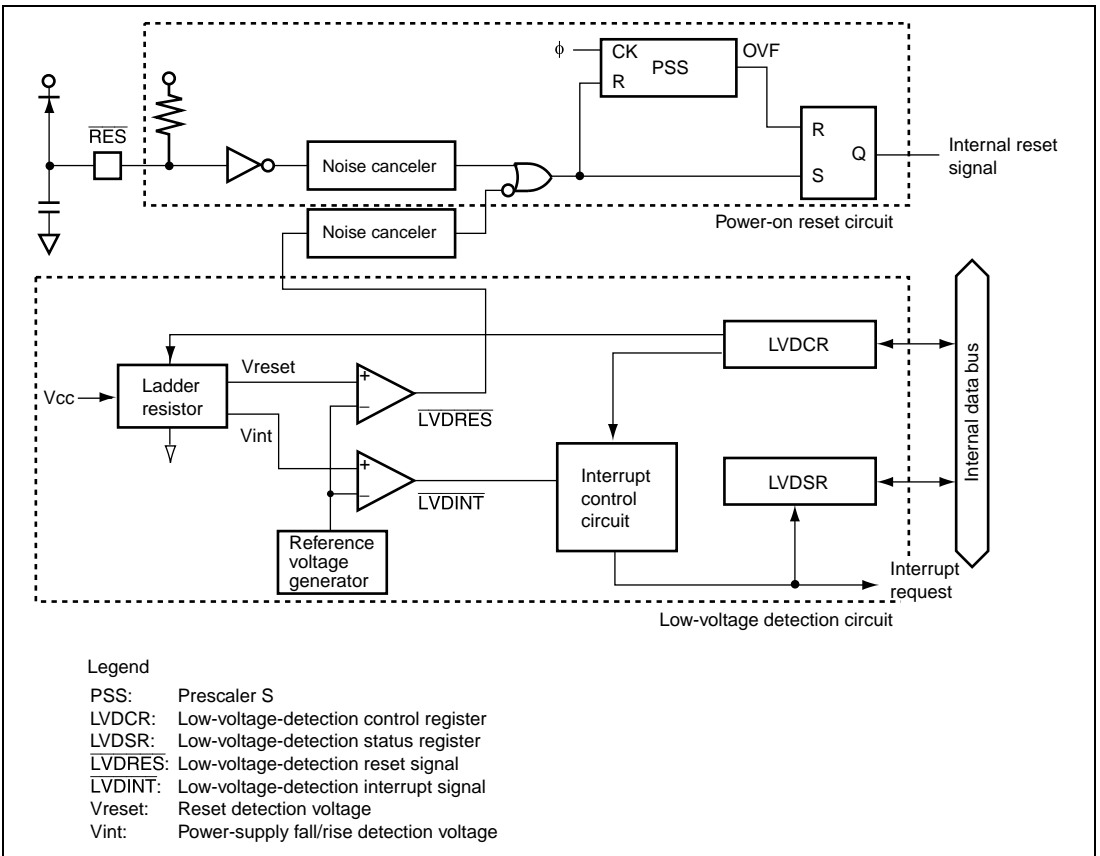 φ
CK
PSS
OVF
R
RES
Noise canceler
R
Q
S
Internal reset
signal
Noise canceler
Power-on reset circuit
LVDCR
Vreset
Vcc
Ladder
resistor
+
−
LVDRES
Vint
+
−
LVDINT
Interrupt
control
circuit
LVDSR
Internal data bus
Reference
voltage
generator
Interrupt
request
Low-voltage detection circuit
Legend
PSS: Prescaler S
LVDCR: Low-voltage-detection control register
LVDSR: Low-voltage-detection status register
LVDRES: Low-voltage-detection reset signal
LVDINT: Low-voltage-detection interrupt signal
Vreset: Reset detection voltage
Vint: Power-supply fall/rise detection voltage